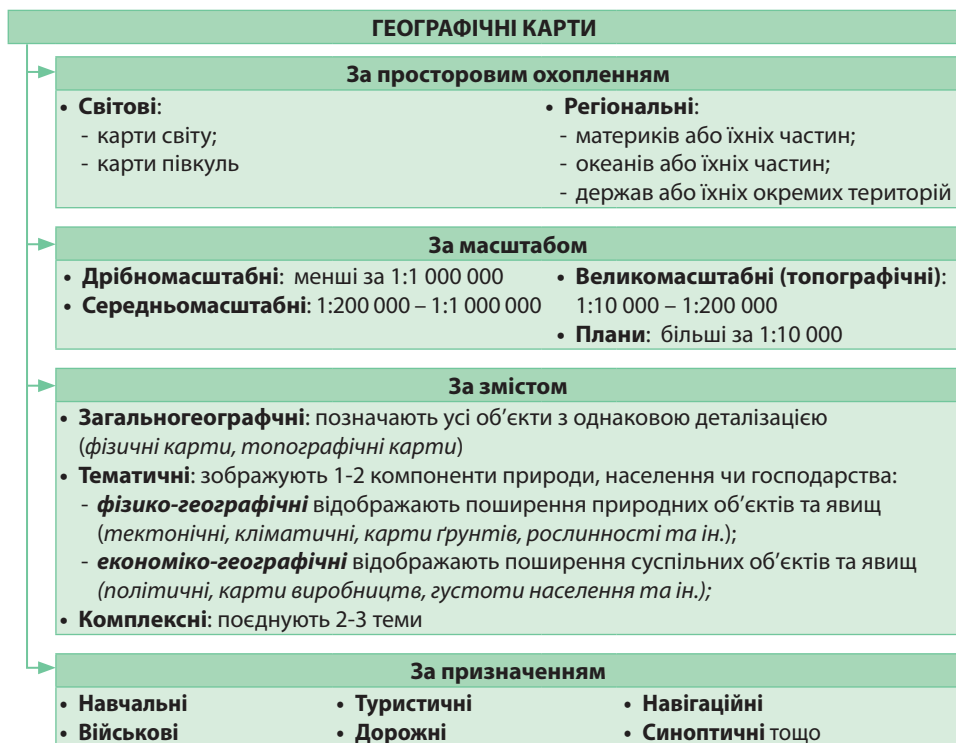 ГЕОГРАФІЧНІ КАРТИ
За просторовим охопленням
• Світові:
- карти світу;
- карти півкуль
• Регіональні:
- материків або їхніх частин;
- океанів або їхніх частин;
- держав або їхніх окремих територій
За масштабом
• Дрібномасштабні: менші за 1:1 000 000
• Середньомасштабні: 1:200 000 – 1:1 000 000
• Великомасштабні (топографічні):
1:10 000 – 1:200 000
• Плани: більші за 1:10 000
За змістом
• Загальногеографчні: позначають усі об’єкти з однаковою деталізацією
(фізичні карти, топографічні карти)
• Тематичні: зображують 1-2 компоненти природи, населення чи господарства:
- фізико-географічні відображають поширення природних об’єктів та явищ
(тектонічні, кліматичні, карти ґрунтів, рослинності та ін.);
- економіко-географічні відображають поширення суспільних об’єктів та явищ
(політичні, карти виробництв, густоти населення та ін.);
• Комплексні: поєднують 2-3 теми
За призначенням
• Навчальні
• Військові
• Туристичні
• Дорожні
• Навігаційні
• Синоптичні тощо